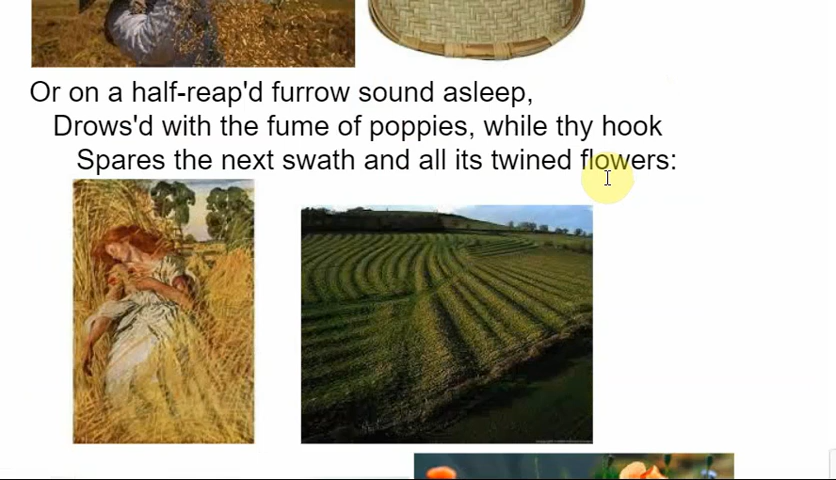 Or on a half-reap'd furrow sound asleep,
Drows'd with the fume of poppies, while thy hook
Spares the next swath and all its twined flowers: